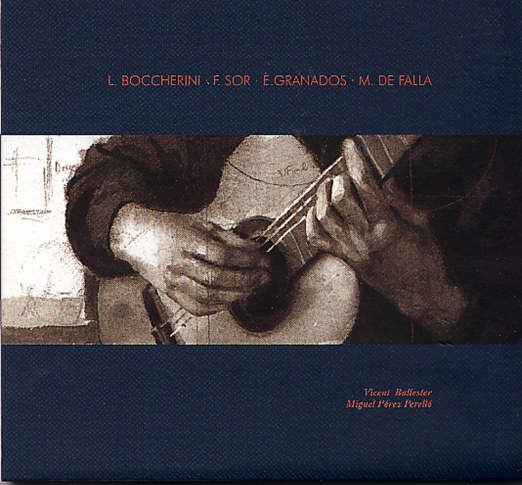 L. BOCCHERINI · F. SOR · E. GRANADOS · M. DE FALLA
Vicent Ballester
Miguel Pérez Perelló